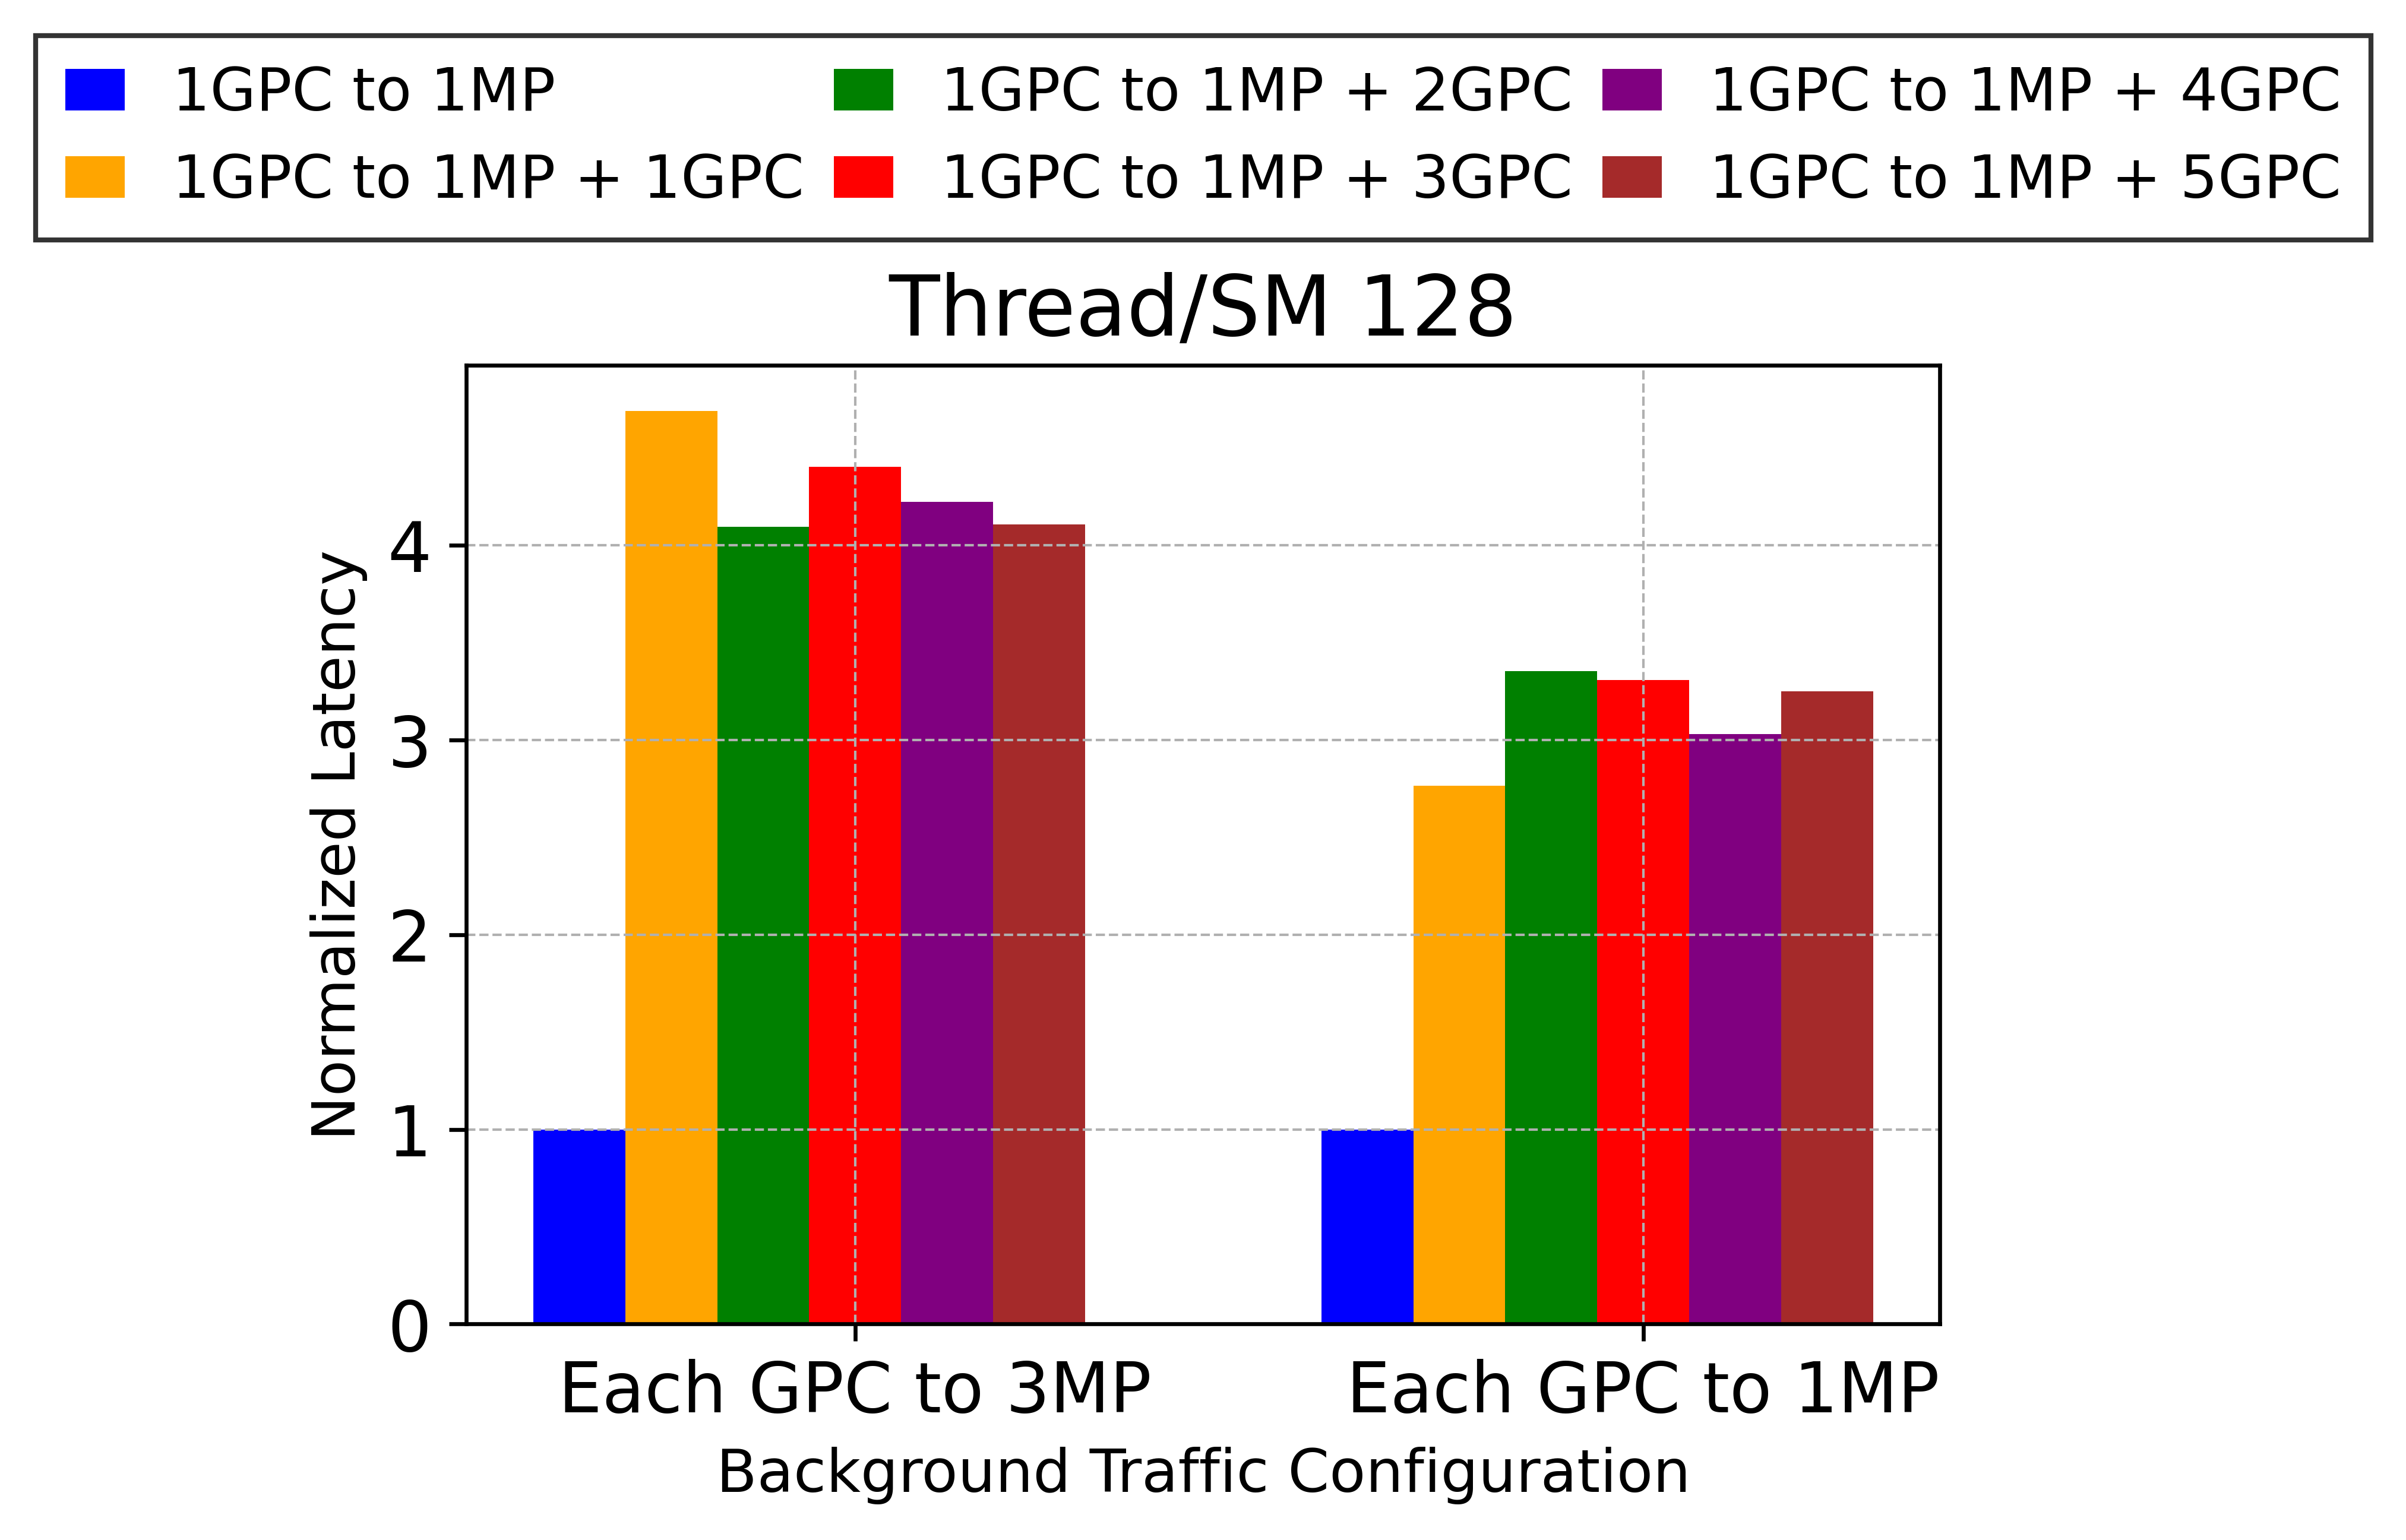 1GPC to 1MP
1GPC to 1MP + 1GPC
1GPC to 1MP + 2GPC
1GPC to 1MP + 3GPC
1GPC to 1MP + 4GPC
1GPC to 1MP + 5GPC
Thread/SM 128
Normalized Latency
4
3
2
1
0
Each GPC to 3MP
Each GPC to 1MP
Background Traffic Configuration